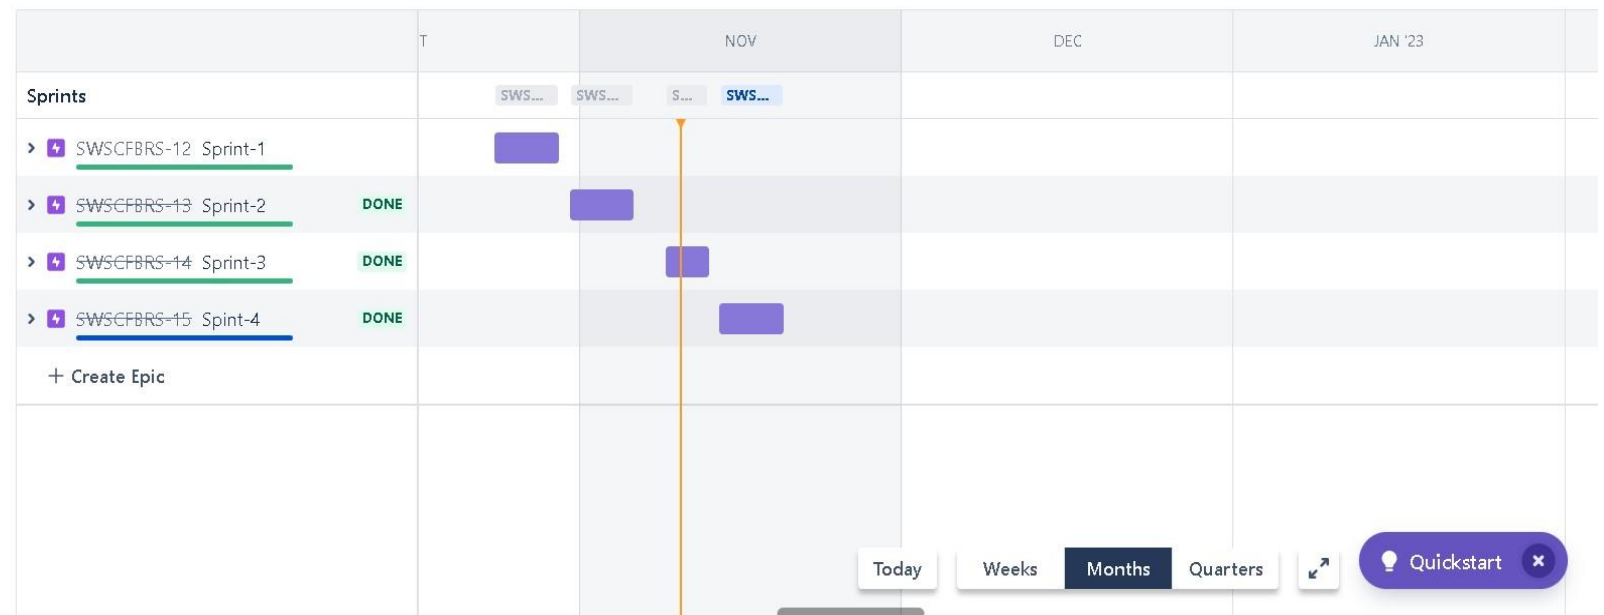 T NOV DEC JAN '23
Sprints SWS... SWS... S... SWS...
SWSCFBRS-12 Sprint-1
SWSCFBRS-13 Sprint-2 DONE
SWSCFBRS-14 Sprint-3 DONE
SWSCFBRS-15 Spint-4 DONE
+ Create Epic
Today Weeks Months Quarters Quickstart